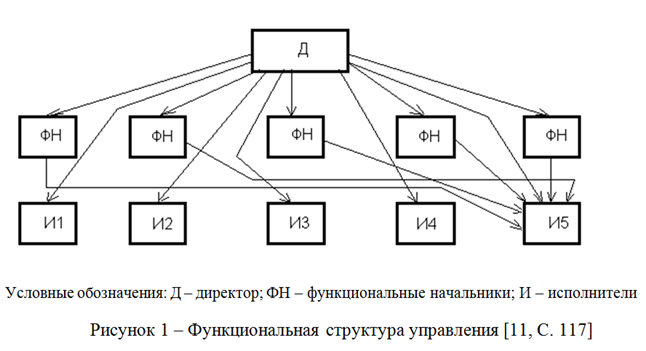 Д
ФН ФН ФН ФН ФН
И1 И2 И3 И4 И5
Условные обозначения: Д – директор; ФН – функциональные начальники; И – исполнители
Рисунок 1 – Функциональная структура управления [11, С. 117]